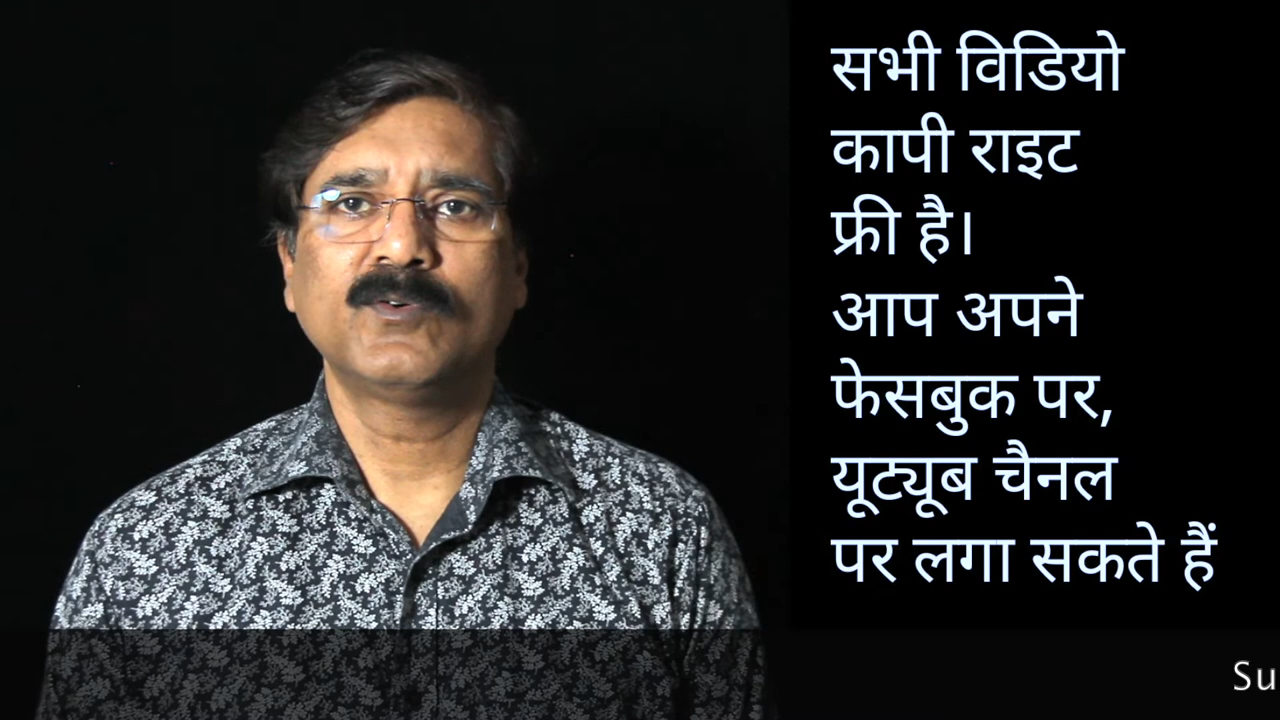 सभी विडियो
कापी राइट
फ्री है।
आप अपने
फेसबुक पर,
यूट्यूब चैनल
पर लगा सकते हैं
Su